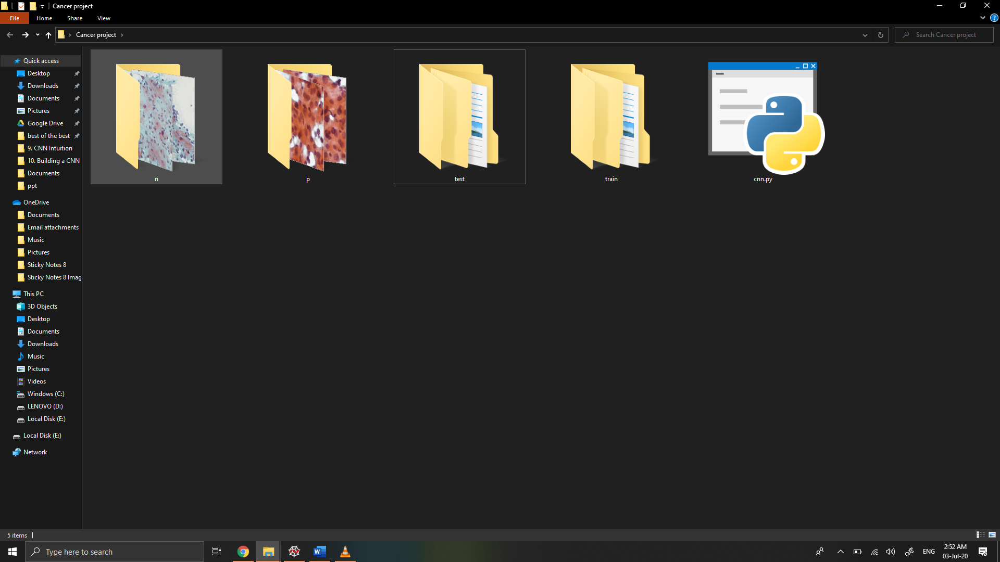 Cancer project
File
Home
Share
View
Cancer project
Search Cancer project
Quick access
Desktop
Downloads
Documents
Pictures
Google Drive
best of the best
9. CNN Intuition
10. Building a CNN
Documents
ppt
OneDrive
Documents
Email attachments
Music
Pictures
Sticky Notes 8
Sticky Notes 8 Imag
This PC
3D Objects
Desktop
Documents
Downloads
Music
Pictures
Videos
Windows (C:)
LENOVO (D:)
Local Disk (E:)
Local Disk (E:)
Network
n
p
test
train
cnn.py
5 items
Type here to search
ENG
2:52 AM
03-Jul-20